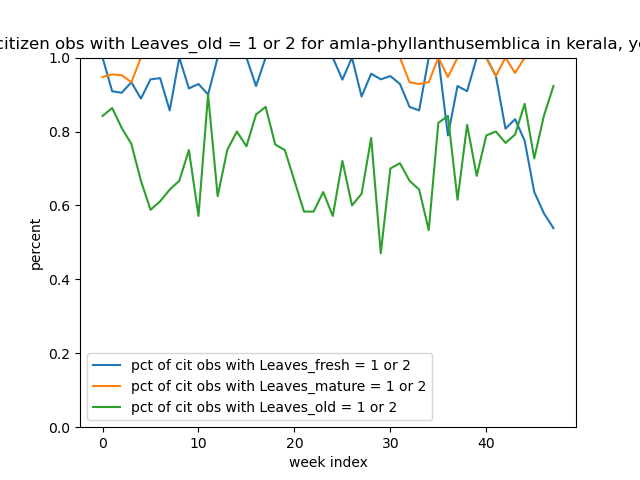 citizen obs with Leaves_old = 1 or 2 for amla-phyllanthusemblica in kerala,
1.0
0.8
0.6
0.4
0.2
0.0
percent
pct of cit obs with Leaves_fresh = 1 or 2
pct of cit obs with Leaves_mature = 1 or 2
pct of cit obs with Leaves_old = 1 or 2
0 10 20 30 40
week index